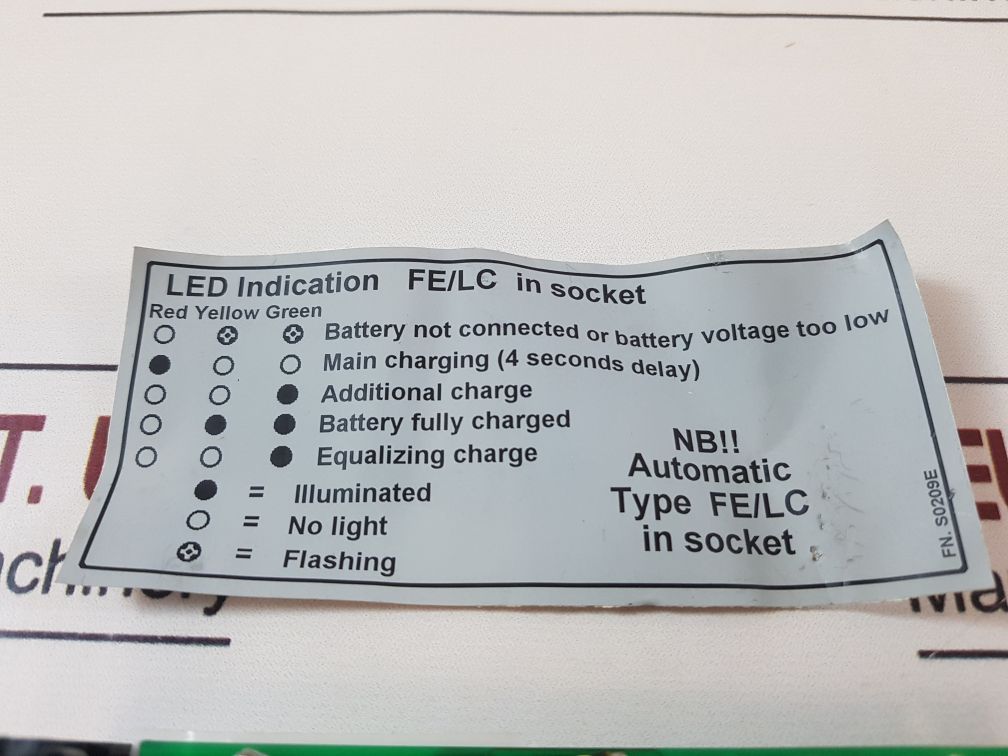 LED Indication FE/LC in socket
Red Yellow Green
Battery not connected or battery voltage too low
Main charging (4 seconds delay)
Additional charge
Battery fully charged
Equalizing charge
= Illuminated
= No light
= Flashing
NB!!
Automatic
Type FE/LC
in socket
FN. S0209E
T.